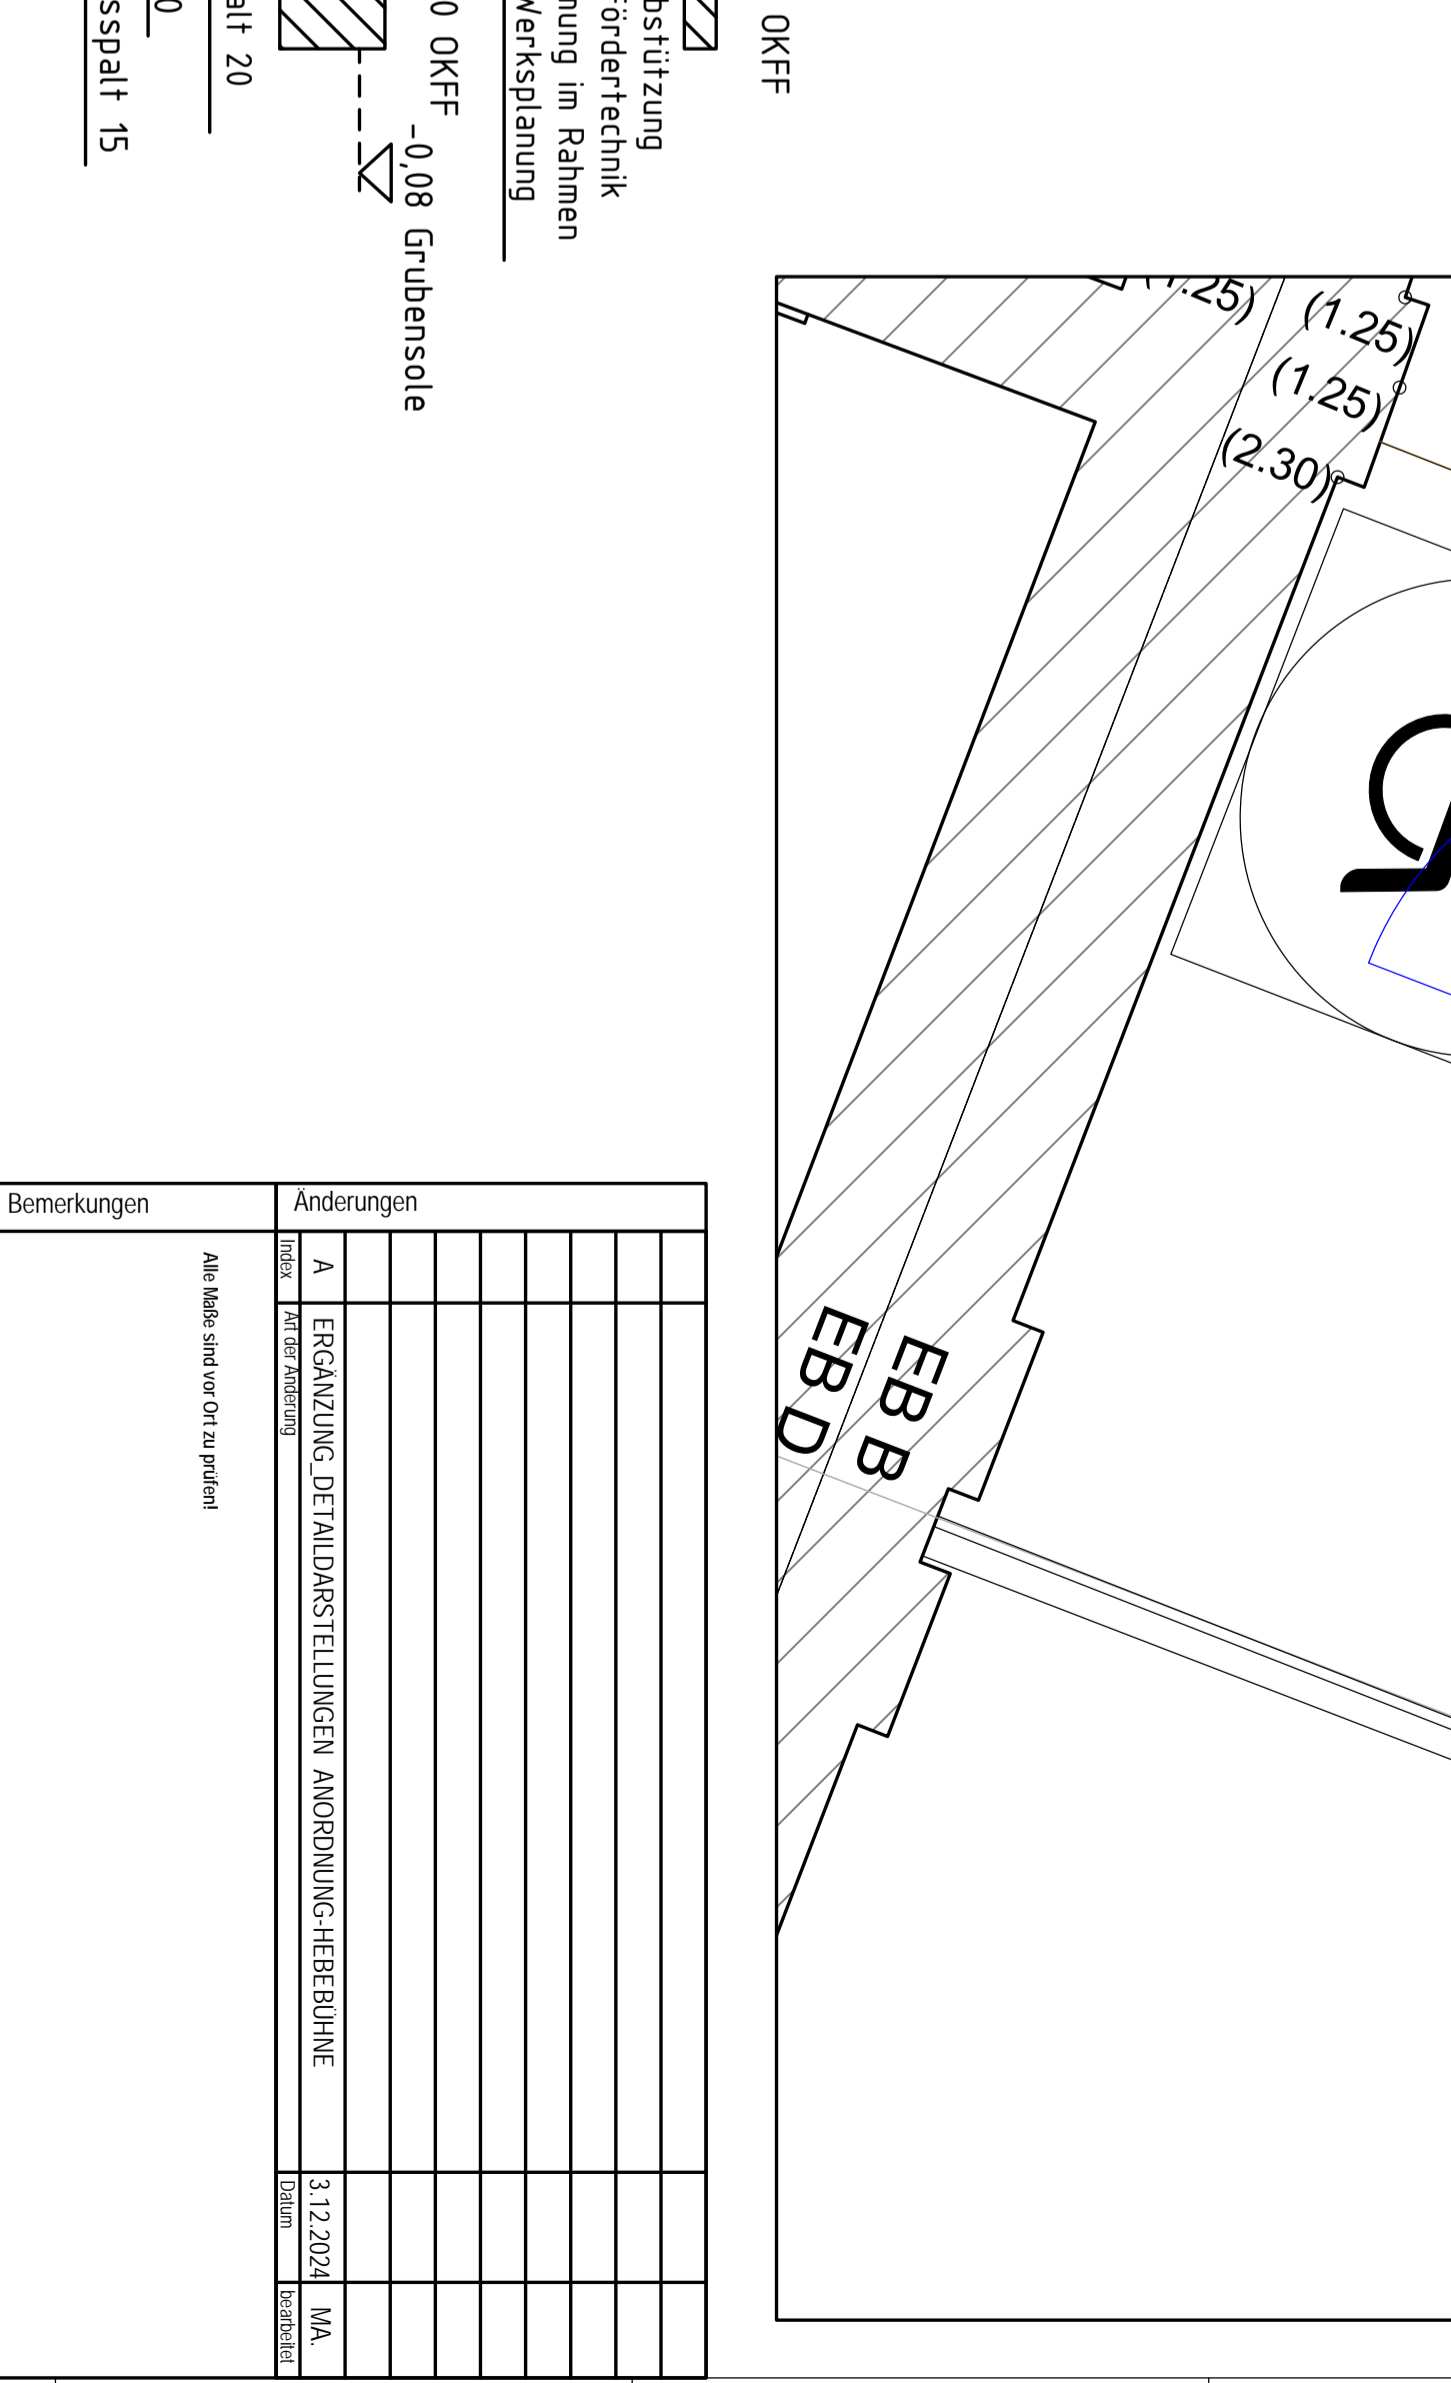 OKFF
bstützung
ördertechnik
nung im Rahmen
Werksplanung
0 OKFF
-0,08 Grubensole
alt 20
0
sspalt 15
(1.25)
(1.25)
(1.25)
(2.30)
EB B
EB D
Änderungen
Index Art der Änderung Datum bearbeitet
A ERGÄNZUNG_DETAILDARSTELLUNGEN ANORDNUNG-HEBEBÜHNE 3.12.2024 MA.
Bemerkungen
Alle Maße sind vor Ort zu prüfen!